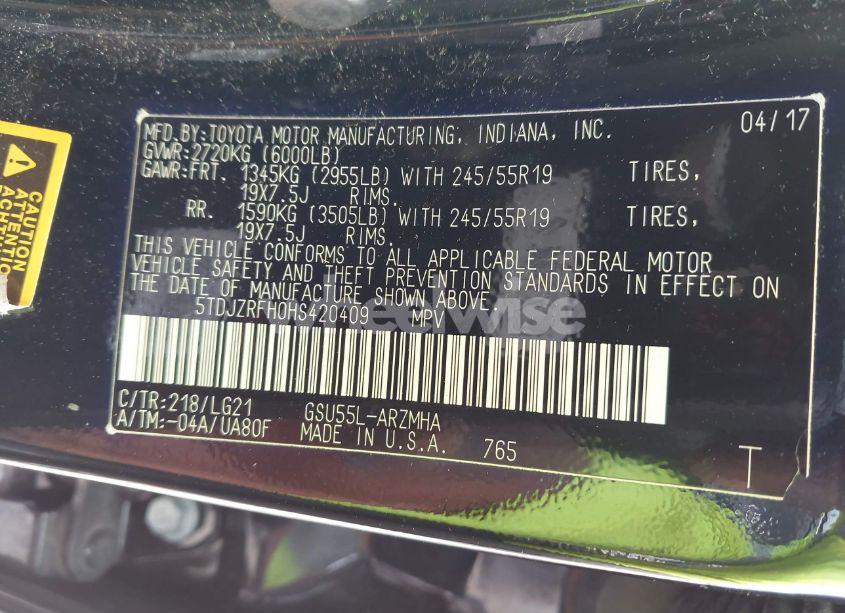 MFD.BY:TOYOTA MOTOR MANUFACTURING, INDIANA, INC. 04/17
GVWR:2720KG (6000LB)
GAWR:FRT. 1345KG (2955LB) WITH 245/55R19 TIRES,
19X7.5J RIMS.
RR. 1590KG (3505LB) WITH 245/55R19 TIRES,
19X7.5J RIMS.
THIS VEHICLE CONFORMS TO ALL APPLICABLE FEDERAL MOTOR
VEHICLE SAFETY AND THEFT PREVENTION STANDARDS IN EFFECT ON
THE DATE OF MANUFACTURE SHOWN ABOVE.
5TDJZRFH0HS420409 MPV
C/TR:218/LG21 GSU55L-ARZMHA
A/TM:-04A/UA80F MADE IN U.S.A. 765
T
CAUTION
ATTENTION
ACHTUN
wheelwise